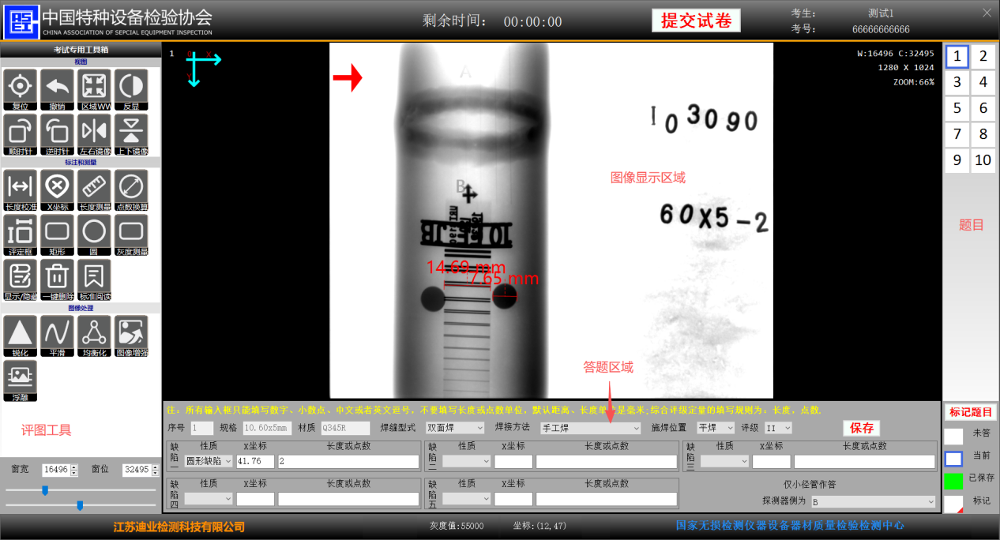 中国特种设备检验协会
CHINA ASSOCIATION OF SEPCIAL EQUIPMENT INSPECTION
剩余时间： 00:00:00
提交试卷
考生： 测试1
考号： 66666666666
考试专用工具箱
视图
复位 撤销 区域WW 反显
顺时针 逆时针 左右镜像 上下镜像
标注和测量
长度校准 X坐标 长度测量 点数换算
评定框 矩形 圆 灰度测量
显示/隐藏 一键删除 标准阅读
图像处理
锐化 平滑 均衡化 图像增强
浮雕
评图工具
窗宽 16496 窗位 32495
1
X
Y
W:16496 C:32495
1280 X 1024
ZOOM:66%
A
B
10 3090
60X5-2
10 FE JB
14.69 mm
7.65 mm
图像显示区域
答题区域
1 2
3 4
5 6
7 8
9 10
题目
注：所有输入框只能填写数字、小数点、中文或者英文逗号，不要填写长度或点数单位，默认距离、长度单位是毫米.综合评级定量的填写规则为：长度，点数.
序号 1 规格 10.60x5mm 材质 Q345R 焊缝型式 双面焊 焊接方法 手工焊 施焊位置 平焊 评级 II 保存
缺陷一 性质 X坐标 长度或点数
圆形缺陷 41.76 2
缺陷二 性质 X坐标 长度或点数
缺陷三 性质 X坐标 长度或点数
缺陷四 性质 X坐标 长度或点数
缺陷五 性质 X坐标 长度或点数
仅小径管作答
探测器侧为 B
标记题目
未答
当前
已保存
标记
江苏迪业检测科技有限公司
灰度值:55000
坐标:(12,47)
国家无损检测仪器设备器材质量检验检测中心